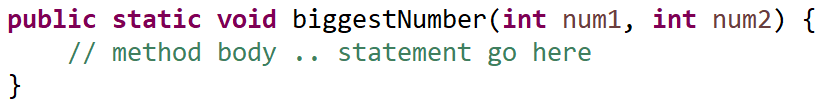 public static void biggestNumber(int num1, int num2) {
    // method body .. statement go here
}